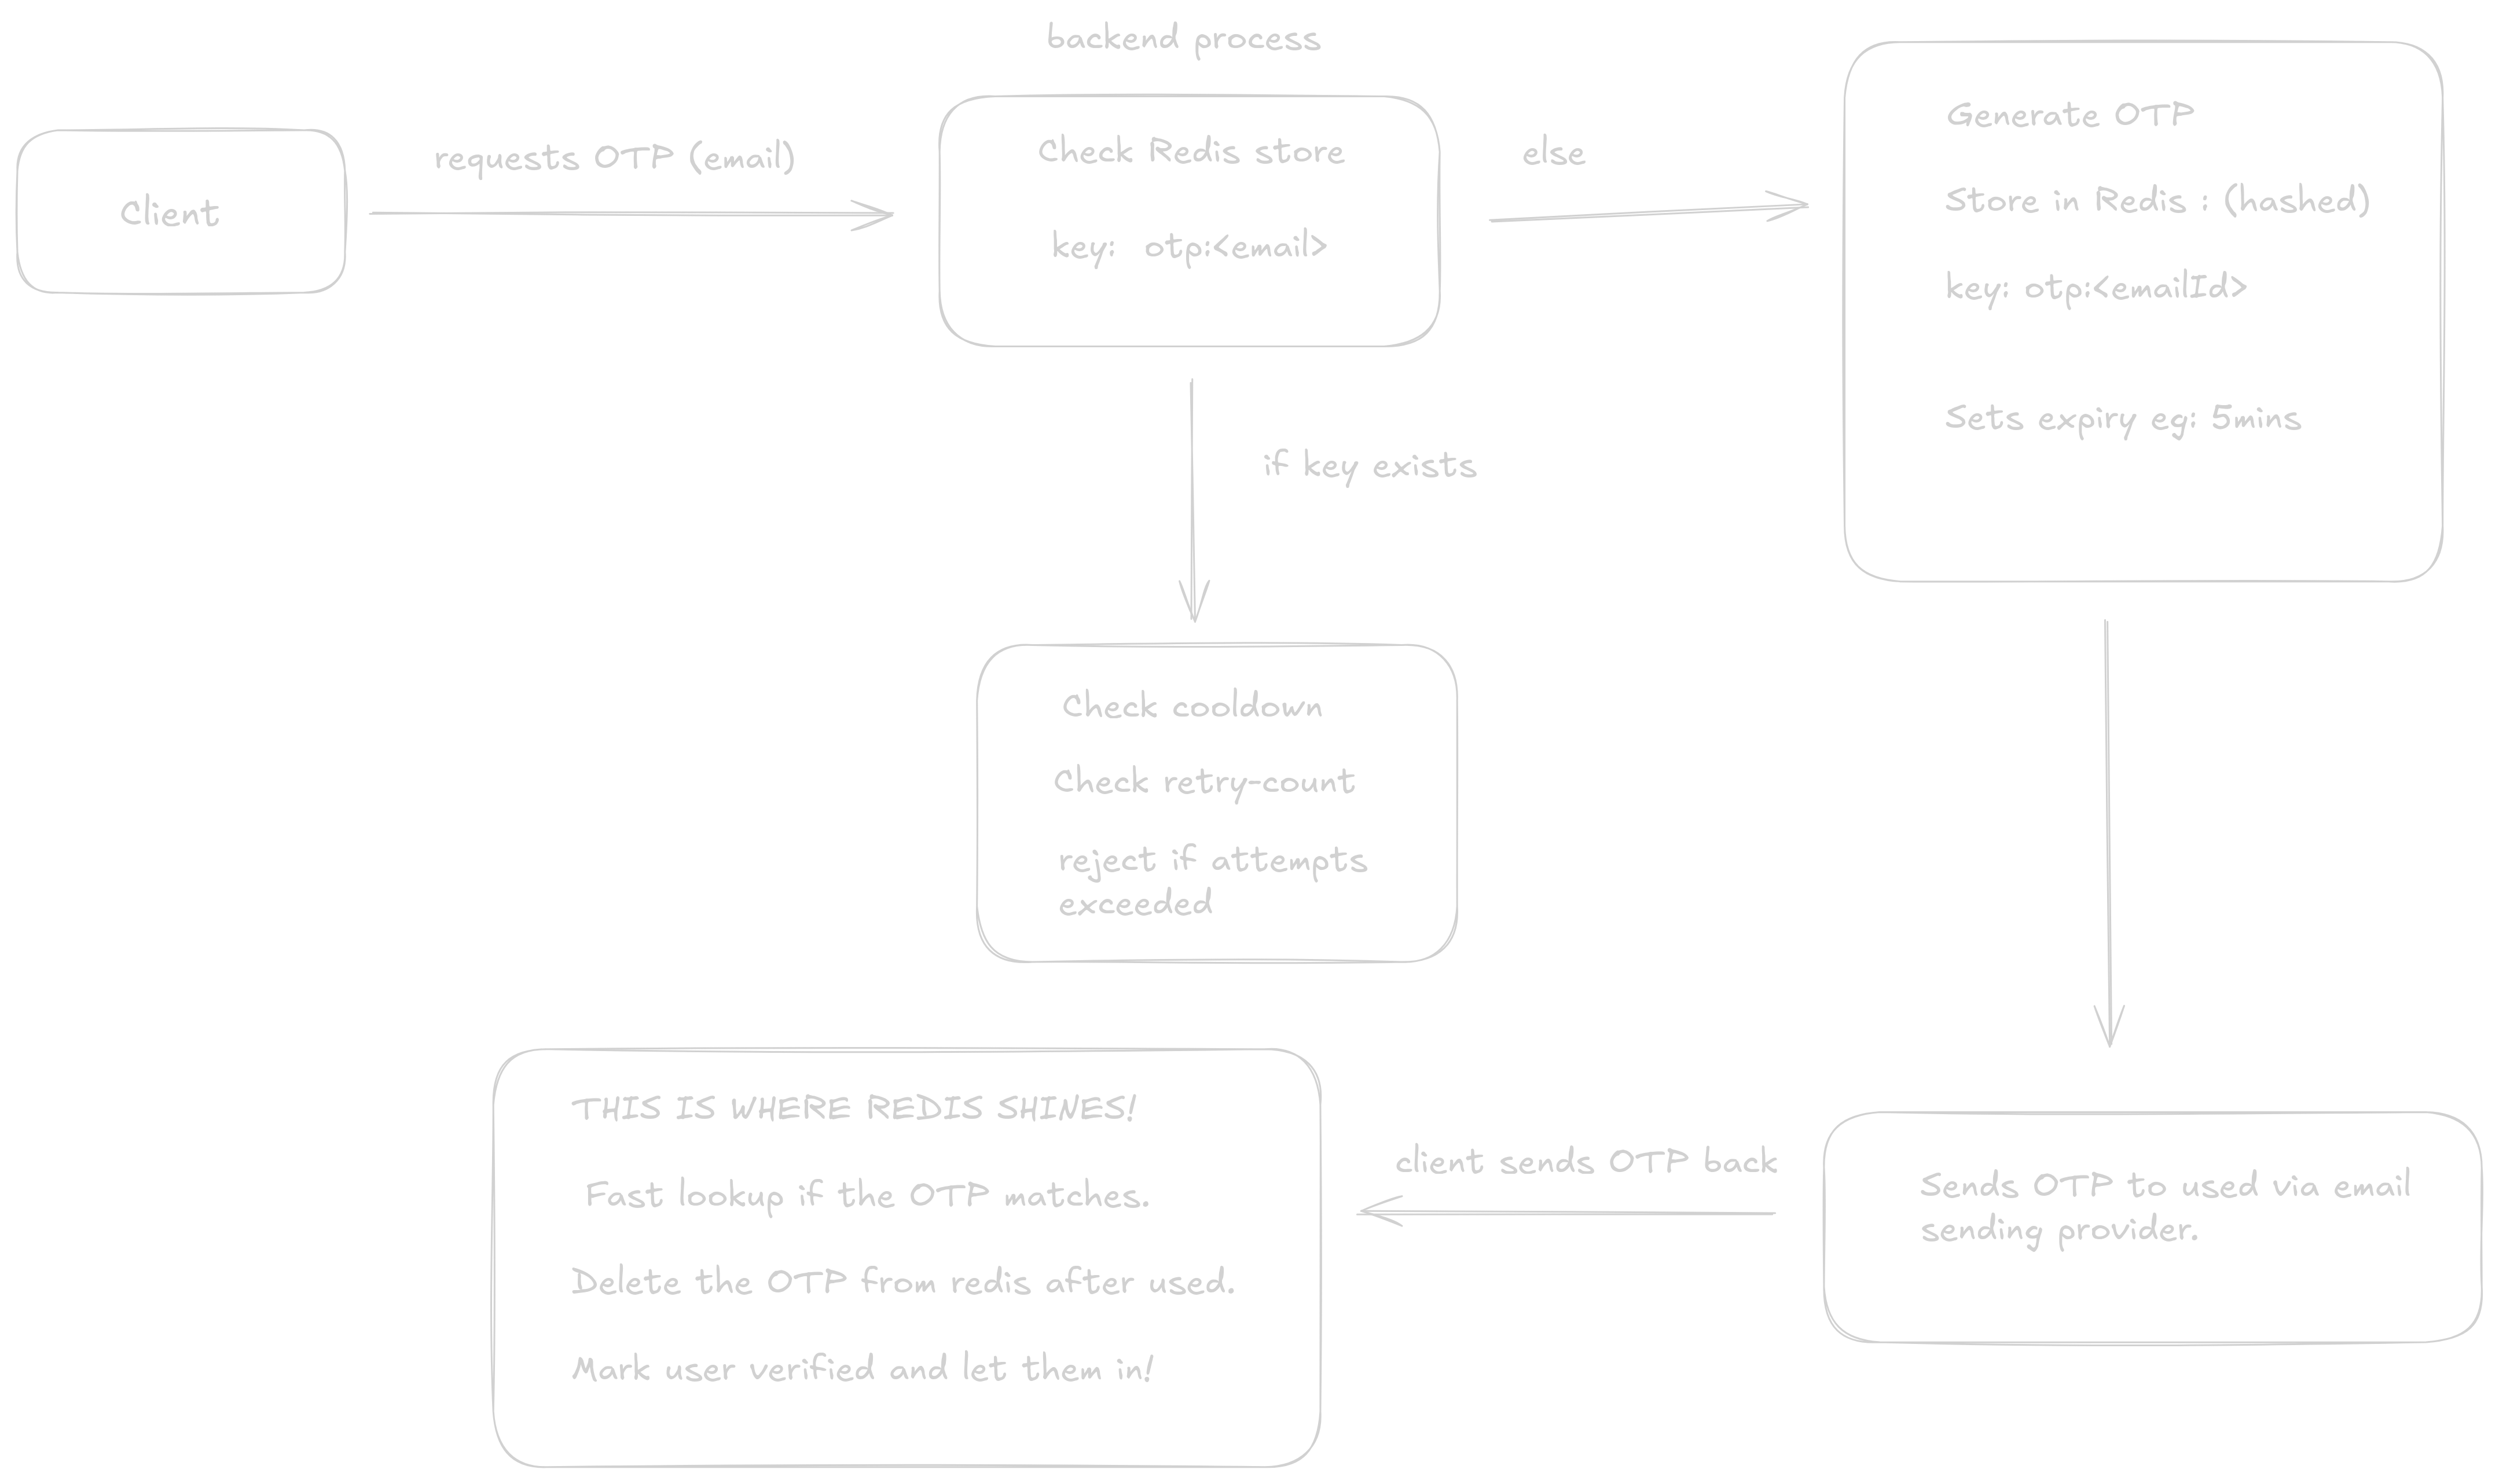 backend process
Client
requests OTP (email)
Check Redis store
key:  otp:<email>
else
Generate OTP
Store in Redis : (hoshed)
key: otp:<emailId>
Sets expiry eg: 5mins
if key exists
Check cooldown
Check retry-count
reject if attempts
exceeded
THIS IS WHERE REDIS SHINES!
Fast lookup if the OTP matches.
Delete the OTP from redis after used.
Mark user verified and let them in!
client sends OTP back
Send OTP to used via email
sending provider.